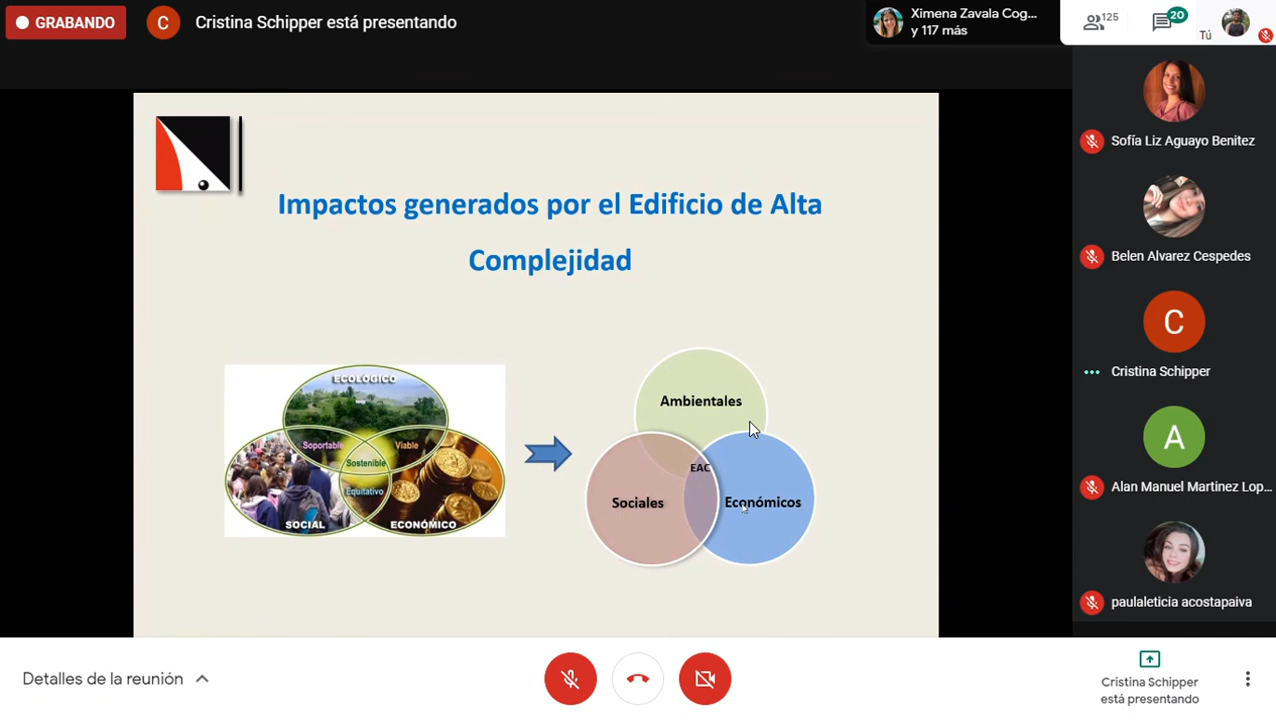 GRABANDO
C
Cristina Schipper está presentando
Ximena Zavala Cog...
y 117 más
125
20
Tú
Impactos generados por el Edificio de Alta
Complejidad
ECOLÓGICO
Soportable
Viable
Sostenible
Equitativo
SOCIAL
ECONÓMICO
Ambientales
EAC
Sociales
Económicos
Sofía Liz Aguayo Benitez
Belen Alvarez Cespedes
C
Cristina Schipper
A
Alan Manuel Martinez Lop...
paulaleticia acostapaiva
Detalles de la reunión
Cristina Schipper
está presentando